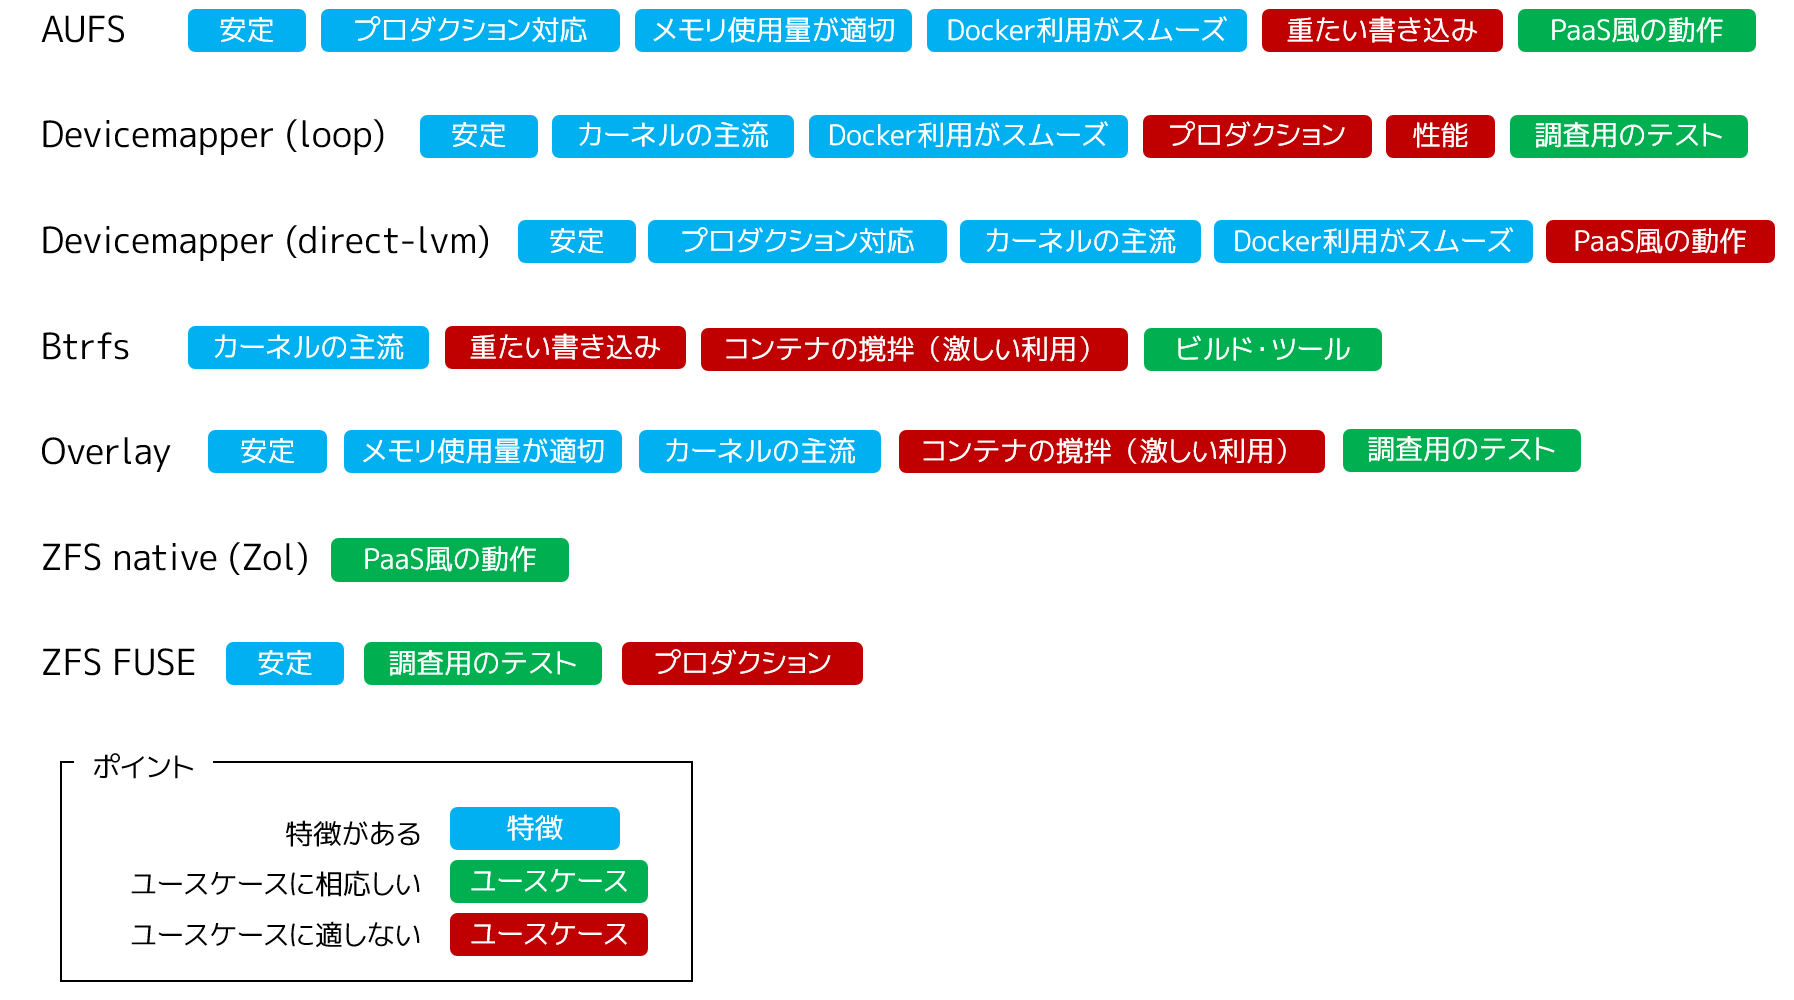 AUFS 安定 プロダクション対応 メモリ使用量が適切 Docker利用がスムーズ 重たい書き込み PaaS風の動作
Devicemapper (loop) 安定 カーネルの主流 Docker利用がスムーズ プロダクション 性能 調査用のテスト
Devicemapper (direct-lvm) 安定 プロダクション対応 カーネルの主流 Docker利用がスムーズ PaaS風の動作
Btrfs カーネルの主流 重たい書き込み コンテナの撹拌（激しい利用） ビルド・ツール
Overlay 安定 メモリ使用量が適切 カーネルの主流 コンテナの撹拌（激しい利用） 調査用のテスト
ZFS native (Zol) PaaS風の動作
ZFS FUSE 安定 調査用のテスト プロダクション
ポイント
特徴がある 特徴
ユースケースに相応しい ユースケース
ユースケースに適しない ユースケース